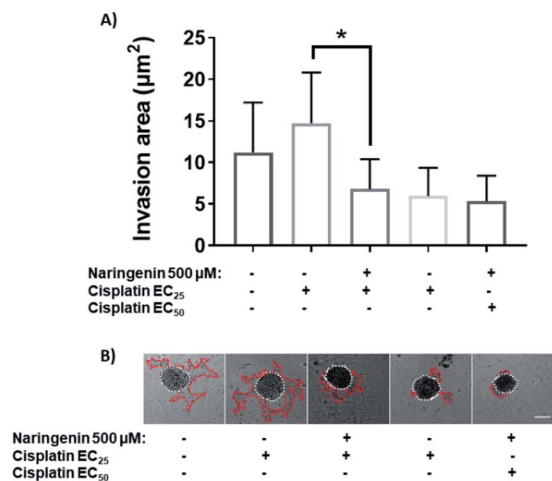 A)
*
Invasion area (µm²)
25
20
15
10
5
0
Naringenin 500 µM: - - + - +
Cisplatin EC₂₅ - + + + -
Cisplatin EC₅₀ - - - - +
B)
Naringenin 500 µM: - - + - +
Cisplatin EC₂₅ - + + + -
Cisplatin EC₅₀ - - - - +